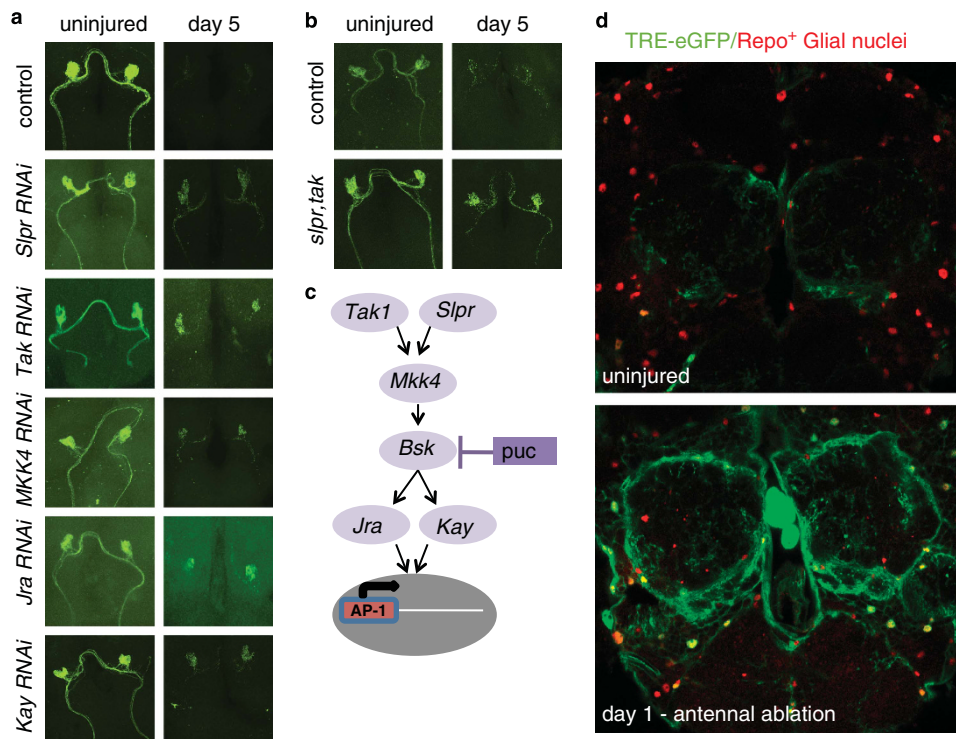 a
uninjured
day 5
control
Slpr RNAi
Tak RNAi
MKK4 RNAi
Jra RNAi
Kay RNAi
b
uninjured
day 5
control
slpr,tak
c
Tak1
Slpr
Mkk4
Bsk
puc
Jra
Kay
AP-1
d
TRE-eGFP/Repo⁺ Glial nuclei
uninjured
day 1 - antennal ablation